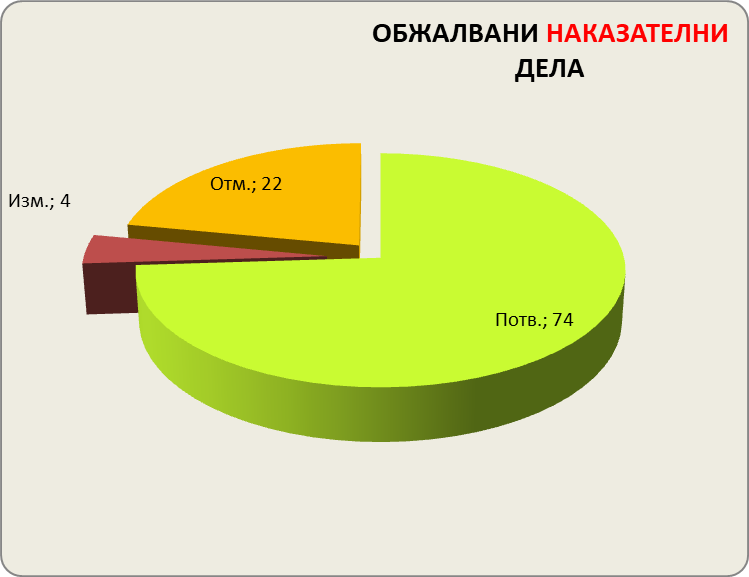 ОБЖАЛВАНИ НАКАЗАТЕЛНИ
ДЕЛА
Отм.; 22
Изм.; 4
Потв.; 74